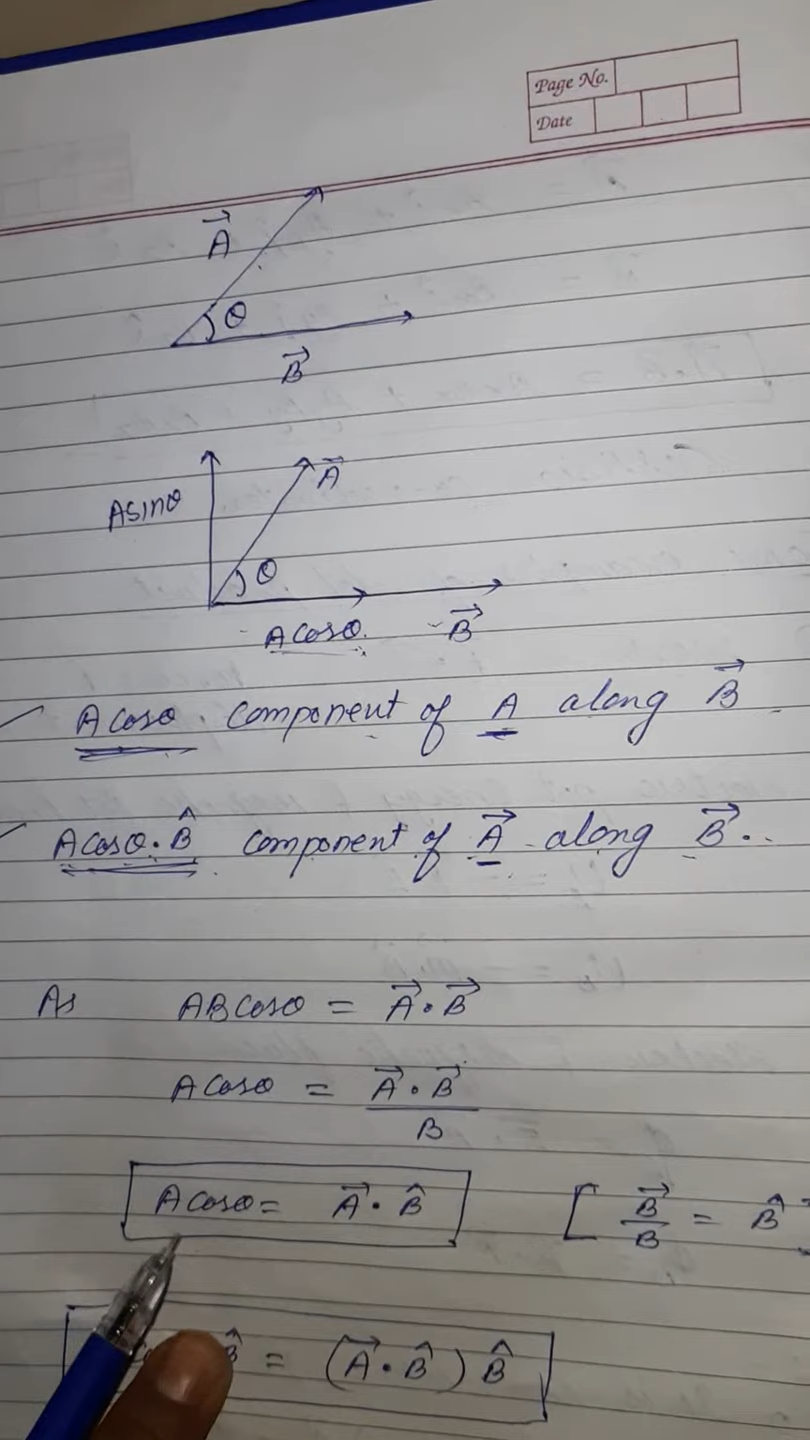 Page No.
Date
A⃗
θ
B⃗
Asinθ
A⃗
θ
Acosθ. B⃗
Acosθ. Component of A along B⃗
Acosθ·B̂ component of A⃗ along B⃗.
As ABcosθ = A⃗·B⃗
Acosθ = A⃗·B⃗ / B
Acosθ = A⃗·B̂ [ B⃗/B = B̂
B̂ = (A⃗·B̂) B̂